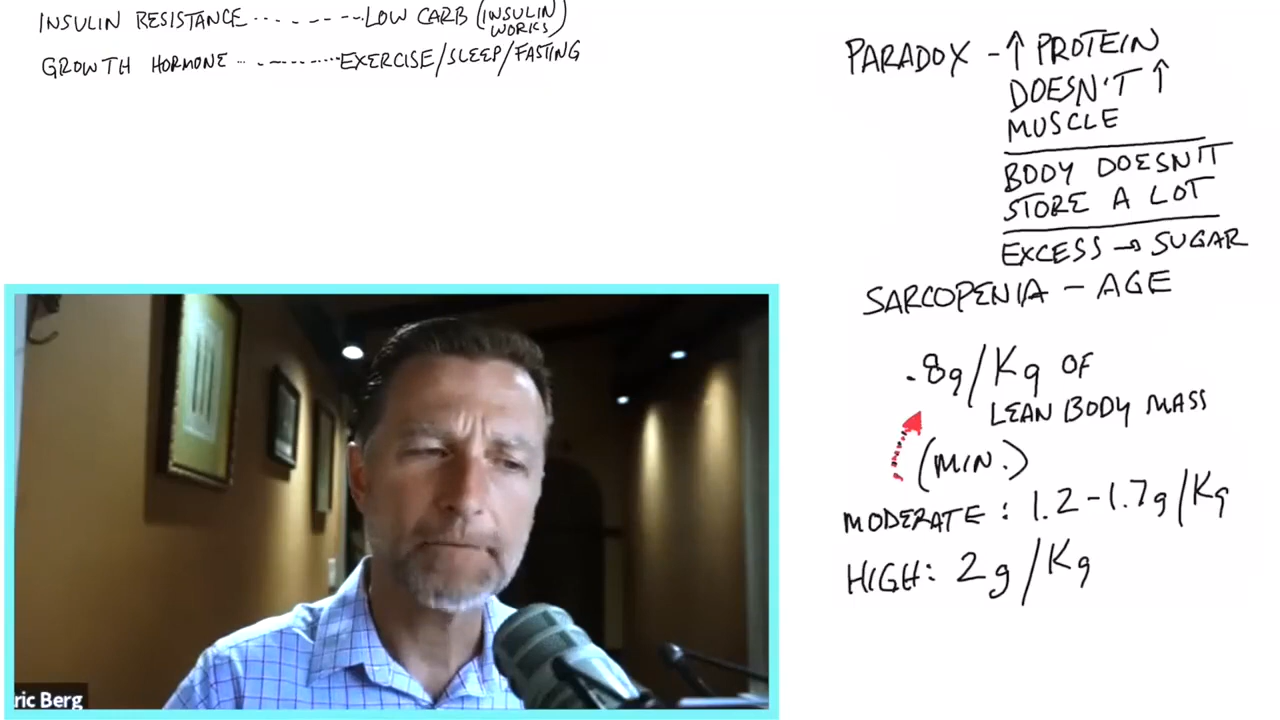 INSULIN RESISTANCE ---------- LOW CARB (INSULIN WORKS)
GROWTH HORMONE ---------- EXERCISE/SLEEP/FASTING
PARADOX - ↑ PROTEIN
DOESN'T ↑
MUSCLE
BODY DOESN'T
STORE A LOT
EXCESS → SUGAR
SARCOPENIA - AGE
.8g/Kg OF
LEAN BODY MASS
(MIN.)
MODERATE: 1.2-1.7g/Kg
HIGH: 2g/Kg
ric Berg